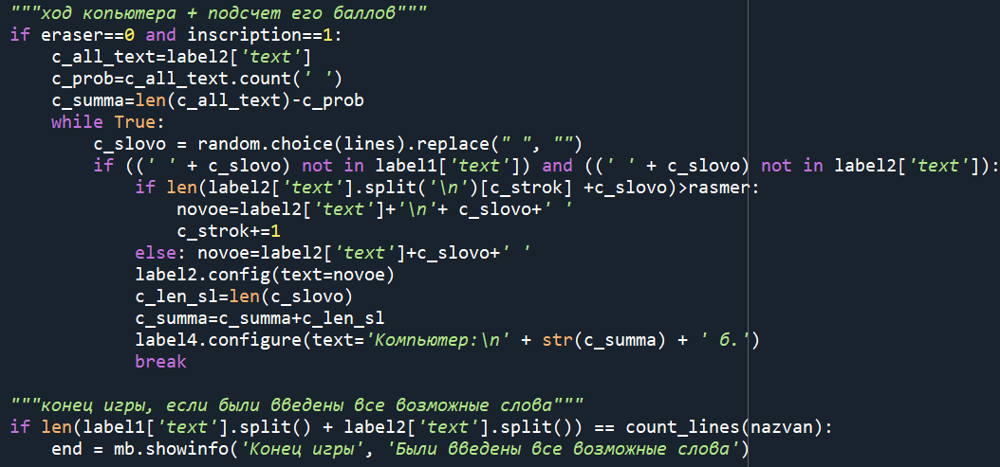 """ход копьютера + подсчет его баллов"""
if eraser==0 and inscription==1:
    c_all_text=label2['text']
    c_prob=c_all_text.count(' ')
    c_summa=len(c_all_text)-c_prob
    while True:
        c_slovo = random.choice(lines).replace(" ", "")
        if ((' ' + c_slovo) not in label1['text']) and ((' ' + c_slovo) not in label2['text']):
            if len(label2['text'].split('\n')[c_strok] +c_slovo)>rasmer:
                novoe=label2['text']+'\n'+ c_slovo+' '
                c_strok+=1
            else: novoe=label2['text']+c_slovo+' '
            label2.config(text=novoe)
            c_len_sl=len(c_slovo)
            c_summa=c_summa+c_len_sl
            label4.configure(text='Компьютер:\n' + str(c_summa) + ' б.')
            break
"""конец игры, если были введены все возможные слова"""
if len(label1['text'].split() + label2['text'].split()) == count_lines(nazvan):
    end = mb.showinfo('Конец игры', 'Были введены все возможные слова')